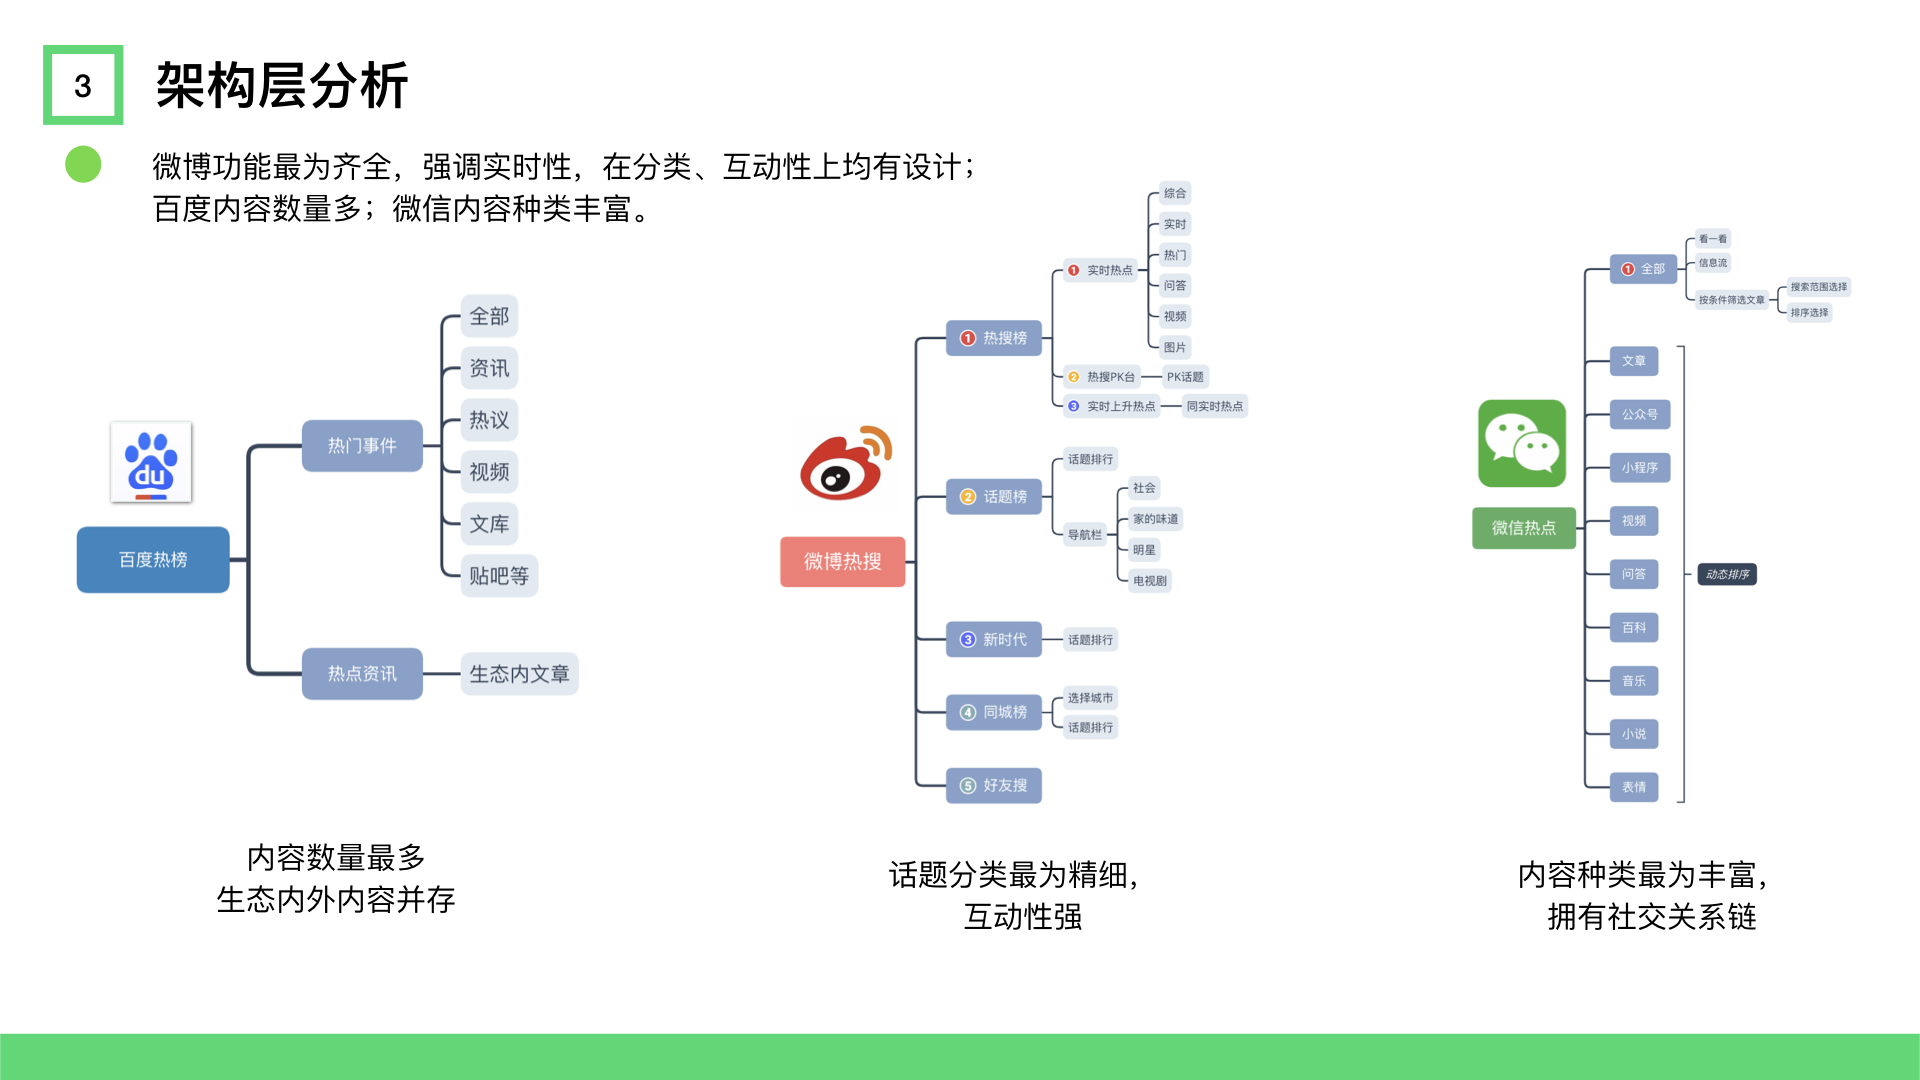 3
架构层分析
微博功能最为齐全，强调实时性，在分类、互动性上均有设计；
百度内容数量多；微信内容种类丰富。
du
百度热榜
热门事件
全部
资讯
热议
视频
文库
贴吧等
热点资讯
生态内文章
内容数量最多
生态内外内容并存
微博热搜
1 热搜榜
1 实时热点
综合
实时
热门
问答
视频
图片
2 热搜PK台
PK话题
3 实时上升热点
同实时热点
2 话题榜
话题排行
导航栏
社会
家的味道
明星
电视剧
3 新时代
话题排行
4 同城榜
选择城市
话题排行
5 好友搜
话题分类最为精细，
互动性强
微信热点
1 全部
看一看
信息流
按条件筛选文章
搜索范围选择
排序选择
文章
公众号
小程序
视频
问答
百科
音乐
小说
表情
动态排序
内容种类最为丰富，
拥有社交关系链